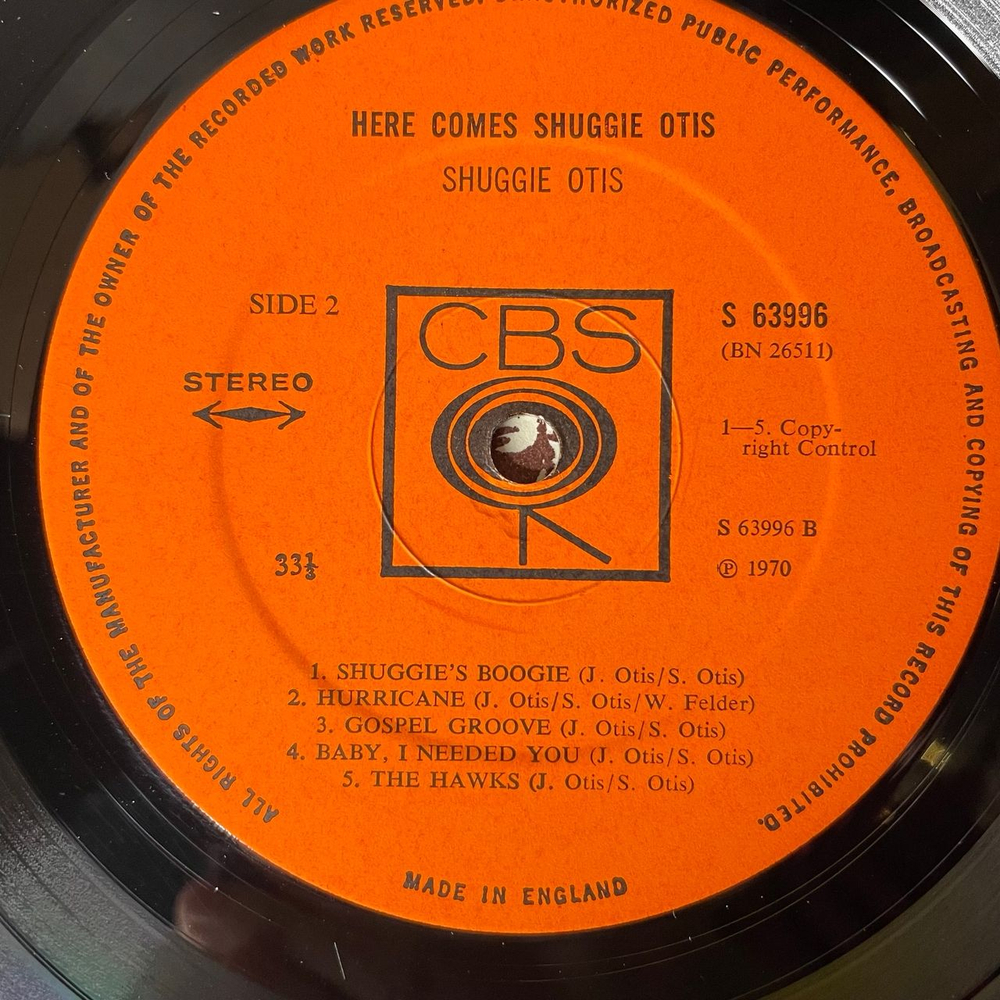 ALL RIGHTS OF THE MANUFACTURER AND OF THE OWNER OF THE RECORDED WORK RESERVED. UNAUTHORIZED PUBLIC PERFORMANCE, BROADCASTING AND COPYING OF THIS RECORD PROHIBITED.
HERE COMES SHUGGIE OTIS
SHUGGIE OTIS
SIDE 2
STEREO
33⅓
CBS
S 63996
(BN 26511)
1—5. Copy-
right Control
S 63996 B
℗ 1970
1. SHUGGIE'S BOOGIE (J. Otis/S. Otis)
2. HURRICANE (J. Otis/S. Otis/W. Felder)
3. GOSPEL GROOVE (J. Otis/S. Otis)
4. BABY, I NEEDED YOU (J. Otis/S. Otis)
5. THE HAWKS (J. Otis/S. Otis)
MADE IN ENGLAND